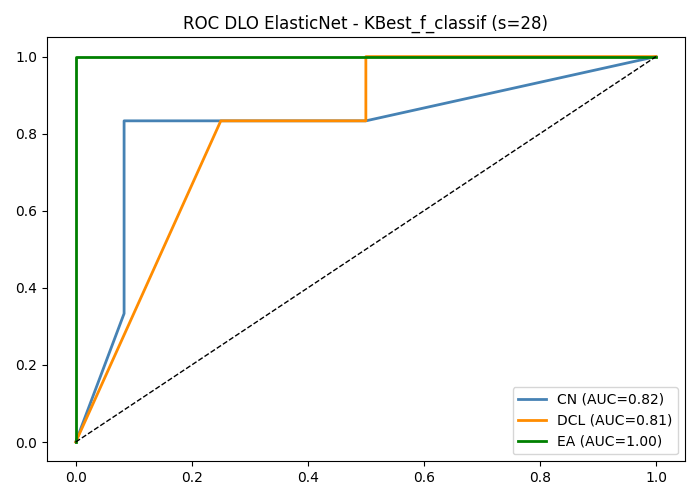 ROC DLO ElasticNet - KBest_f_classif (s=28)
1.0
0.8
0.6
0.4
0.2
0.0
0.0 0.2 0.4 0.6 0.8 1.0
CN (AUC=0.82)
DCL (AUC=0.81)
EA (AUC=1.00)